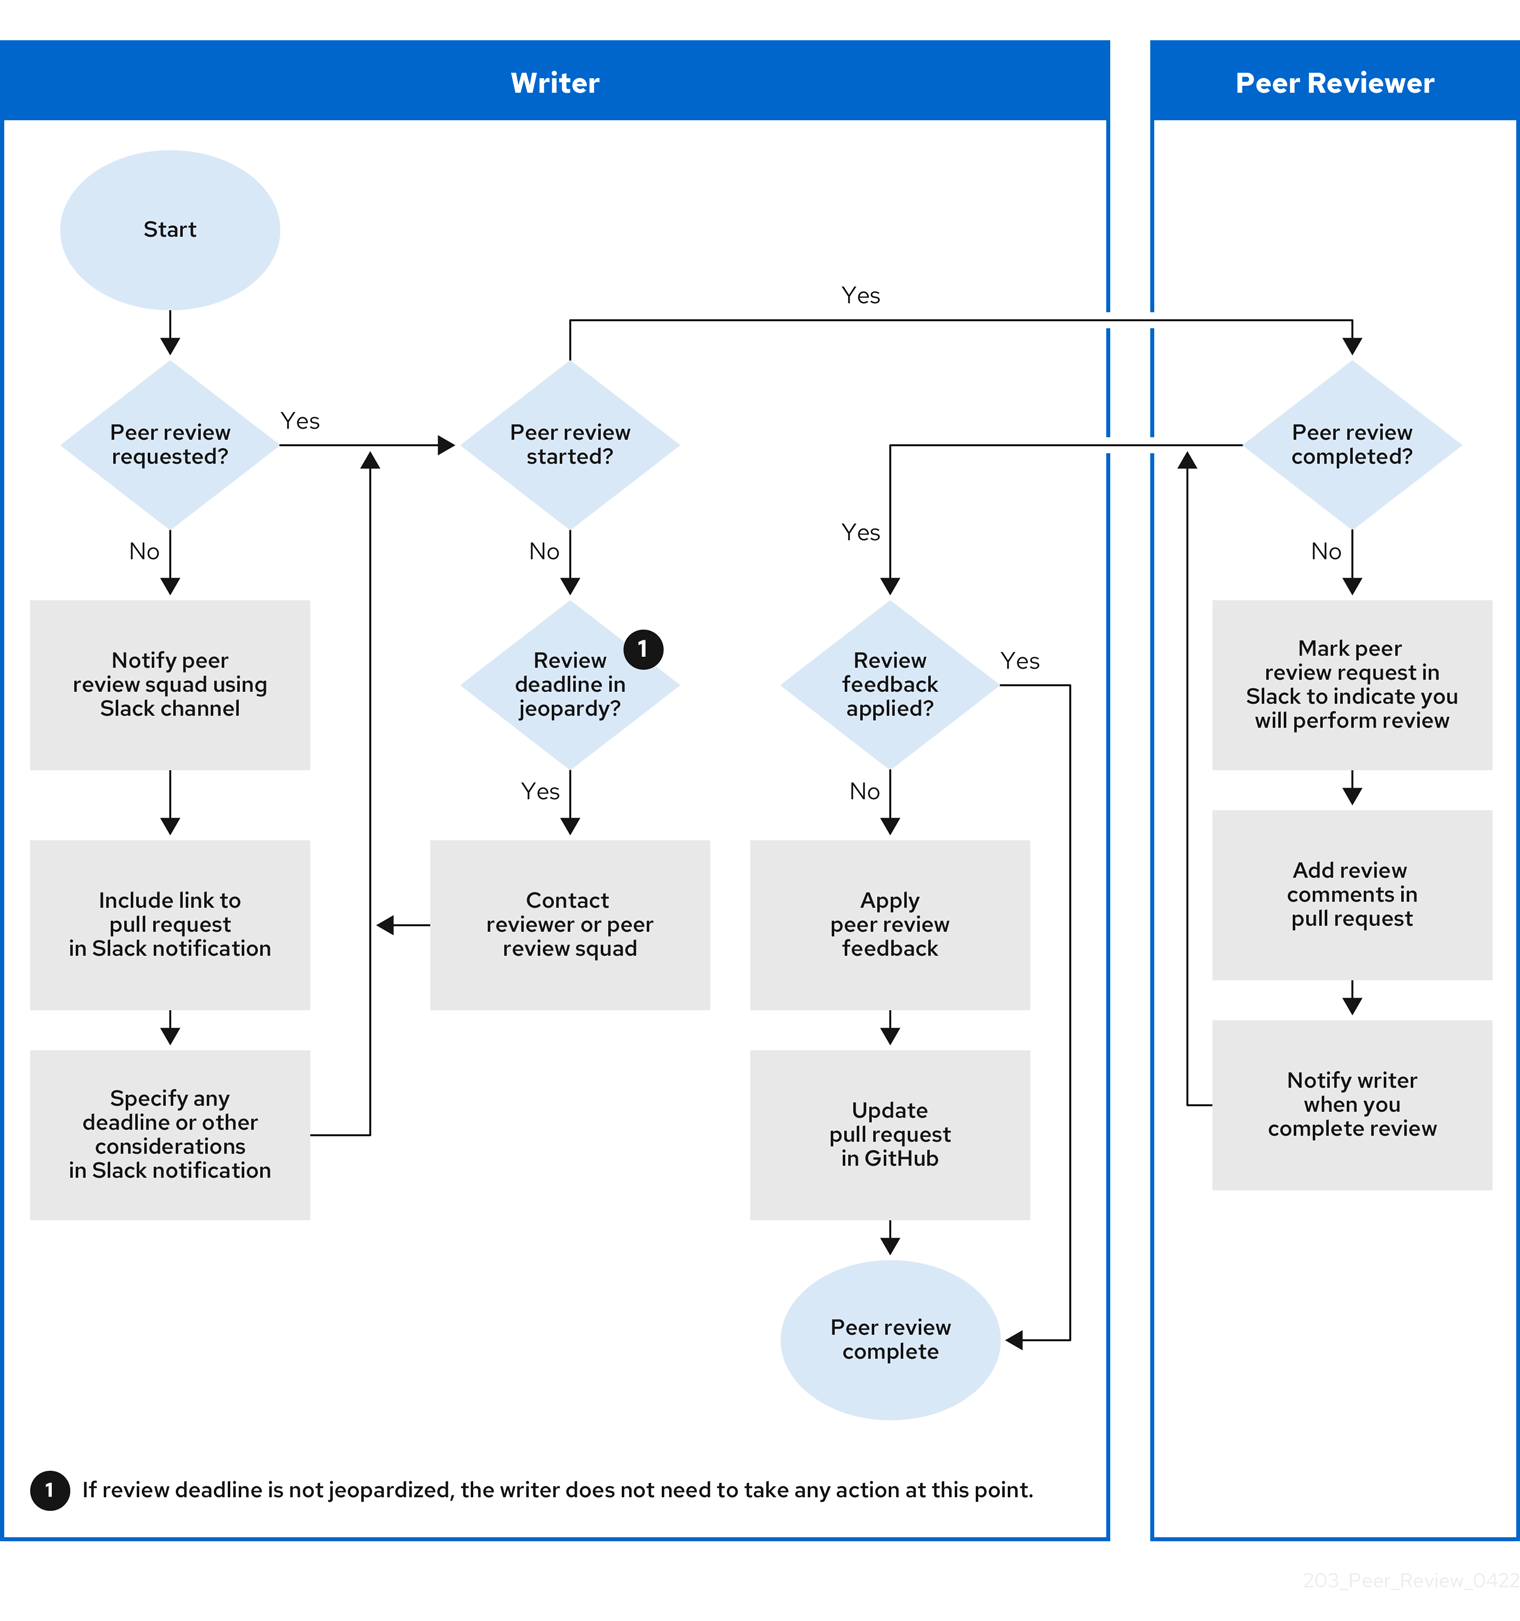 Writer
Start
Yes
Peer review
requested?
Yes
Peer review
started?
No
Notify peer
review squad using
Slack channel
Include link to
pull request
in Slack notification
Specify any
deadline or other
considerations
in Slack notification
No
Review
deadline in
jeopardy?
1
Yes
Contact
reviewer or peer
review squad
Yes
Review
feedback
applied?
Yes
No
Apply
peer review
feedback
Update
pull request
in GitHub
Peer review
complete
1 If review deadline is not jeopardized, the writer does not need to take any action at this point.
Peer Reviewer
Peer review
completed?
No
Mark peer
review request in
Slack to indicate you
will perform review
Add review
comments in
pull request
Notify writer
when you
complete review
203_Peer_Review_0422